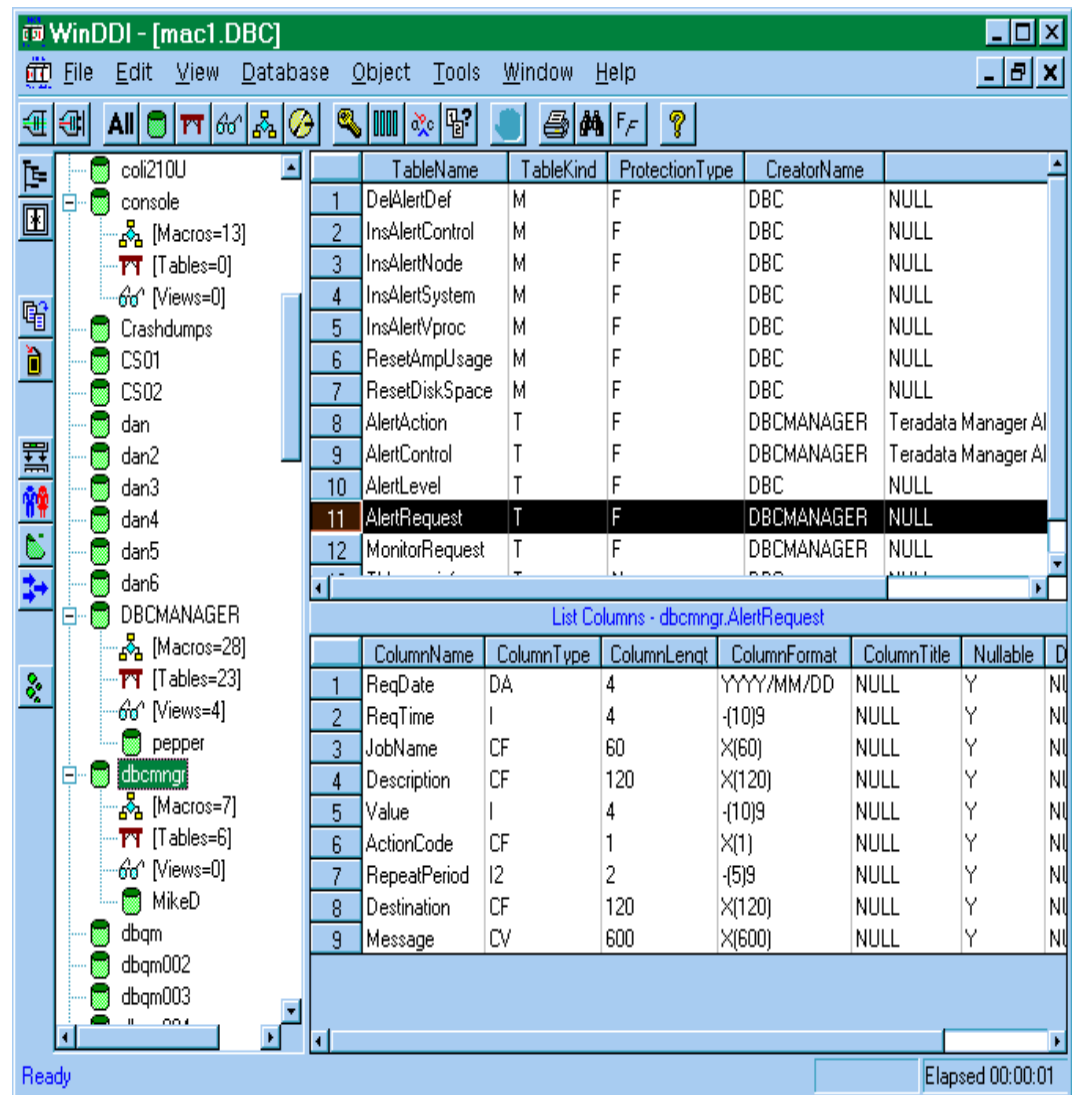 WinDDI - [mac1.DBC]
File Edit View Database Object Tools Window Help
All
F F
coli210U
console
[Macros=13]
[Tables=0]
[Views=0]
Crashdumps
CS01
CS02
dan
dan2
dan3
dan4
dan5
dan6
DBCMANAGER
[Macros=28]
[Tables=23]
[Views=4]
pepper
dbcmngr
[Macros=7]
[Tables=6]
[Views=0]
MikeD
dbqm
dbqm002
dbqm003
TableName TableKind ProtectionType CreatorName
1 DelAlertDef M F DBC NULL
2 InsAlertControl M F DBC NULL
3 InsAlertNode M F DBC NULL
4 InsAlertSystem M F DBC NULL
5 InsAlertVproc M F DBC NULL
6 ResetAmpUsage M F DBC NULL
7 ResetDiskSpace M F DBC NULL
8 AlertAction T F DBCMANAGER Teradata Manager Al
9 AlertControl T F DBCMANAGER Teradata Manager Al
10 AlertLevel T F DBC NULL
11 AlertRequest T F DBCMANAGER NULL
12 MonitorRequest T F DBCMANAGER NULL
List Columns - dbcmngr.AlertRequest
ColumnName ColumnType ColumnLengt ColumnFormat ColumnTitle Nullable D
1 ReqDate DA 4 YYYY/MM/DD NULL Y NU
2 ReqTime I 4 -(10)9 NULL Y NU
3 JobName CF 60 X(60) NULL Y NU
4 Description CF 120 X(120) NULL Y NU
5 Value I 4 -(10)9 NULL Y NU
6 ActionCode CF 1 X(1) NULL Y NU
7 RepeatPeriod I2 2 -(5)9 NULL Y NU
8 Destination CF 120 X(120) NULL Y NU
9 Message CV 600 X(600) NULL Y NU
Ready
Elapsed 00:00:01